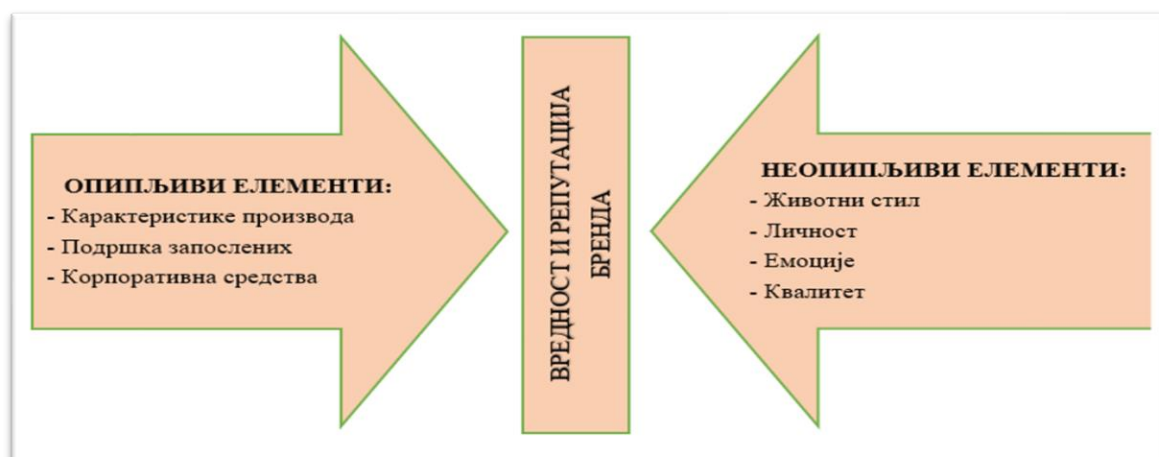 ОПИПЉИВИ ЕЛЕМЕНТИ:
- Карактеристике производа
- Подршка запослених
- Корпоративна средства
ВРЕДНОСТ И РЕПУТАЦИЈА
БРЕНДА
НЕОПИПЉИВИ ЕЛЕМЕНТИ:
- Животни стил
- Личност
- Емоције
- Квалитет